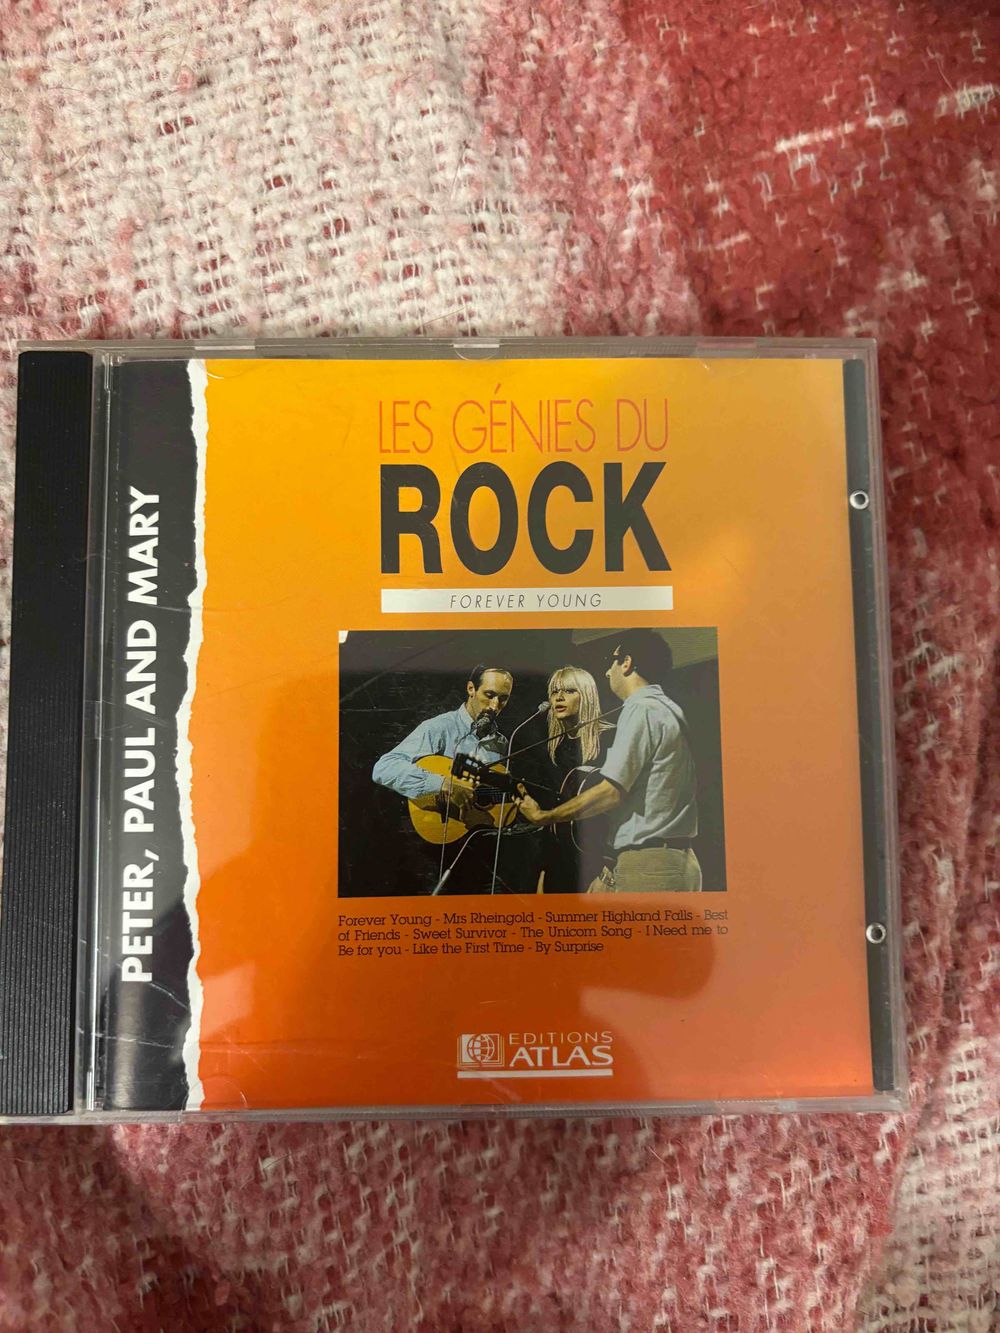 PETER, PAUL AND MARY
LES GÉNIES DU
ROCK
FOREVER YOUNG
Forever Young - Mrs Rheingold - Summer Highland Falls - Best
of Friends - Sweet Survivor - The Unicorn Song - I Need me to
Be for you - Like the First Time - By Surprise
EDITIONS
ATLAS